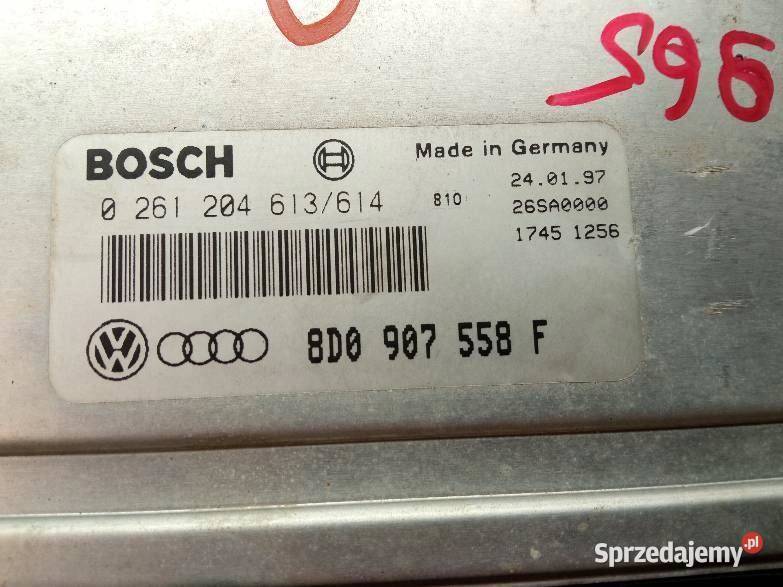 S96
BOSCH
Made in Germany
0 261 204 613/614
810
24.01.97
26SA0000
1745 1256
8D0 907 558 F
Sprzedajemy.pl